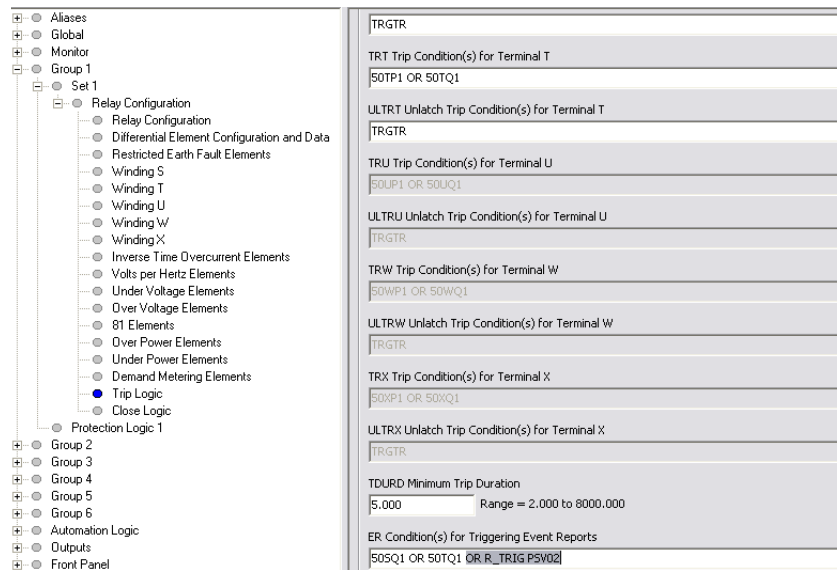 Aliases
Global
Monitor
Group 1
Set 1
Relay Configuration
Relay Configuration
Differential Element Configuration and Data
Restricted Earth Fault Elements
Winding S
Winding T
Winding U
Winding W
Winding X
Inverse Time Overcurrent Elements
Volts per Hertz Elements
Under Voltage Elements
Over Voltage Elements
81 Elements
Over Power Elements
Under Power Elements
Demand Metering Elements
Trip Logic
Close Logic
Protection Logic 1
Group 2
Group 3
Group 4
Group 5
Group 6
Automation Logic
Outputs
Front Panel
TRGTR
TRT Trip Condition(s) for Terminal T
50TP1 OR 50TQ1
ULTRT Unlatch Trip Condition(s) for Terminal T
TRGTR
TRU Trip Condition(s) for Terminal U
50UP1 OR 50UQ1
ULTRU Unlatch Trip Condition(s) for Terminal U
TRGTR
TRW Trip Condition(s) for Terminal W
50WP1 OR 50WQ1
ULTRW Unlatch Trip Condition(s) for Terminal W
TRGTR
TRX Trip Condition(s) for Terminal X
50XP1 OR 50XQ1
ULTRX Unlatch Trip Condition(s) for Terminal X
TRGTR
TDURD Minimum Trip Duration
5.000 Range = 2.000 to 8000.000
ER Condition(s) for Triggering Event Reports
50SQ1 OR 50TQ1 OR R_TRIG PSV02